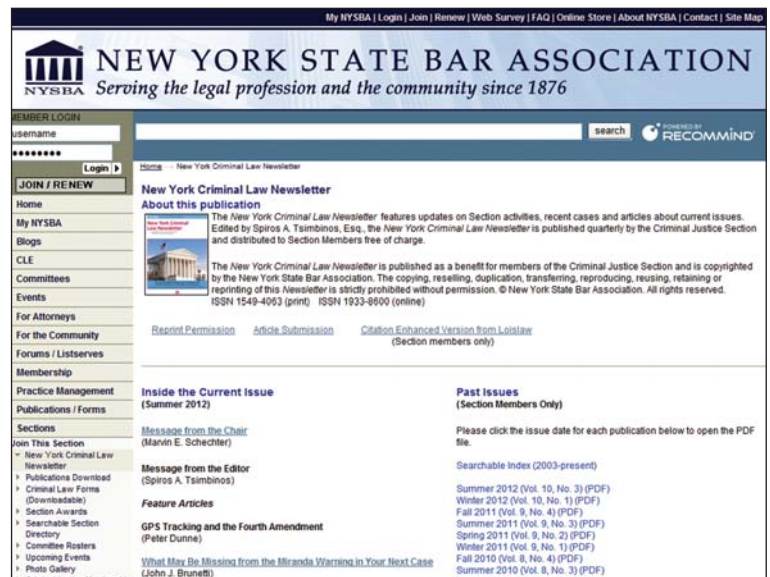 My NYSBA | Login | Join | Renew | Web Survey | FAQ | Online Store | About NYSBA | Contact | Site Map
NYSBA
NEW YORK STATE BAR ASSOCIATION
Serving the legal profession and the community since 1876
MEMBER LOGIN
username
Login
JOIN / RENEW
Home
My NYSBA
Blogs
CLE
Committees
Events
For Attorneys
For the Community
Forums / Listserves
Membership
Practice Management
Publications / Forms
Sections
Join This Section
New York Criminal Law
Newsletter
Publications Download
Criminal Law Forms
(Downloadable)
Section Awards
Searchable Section
Directory
Committee Rosters
Upcoming Events
Photo Gallery
search
POWERED BY
RECOMMIND
Home → New York Criminal Law Newsletter
New York Criminal Law Newsletter
About this publication
The New York Criminal Law Newsletter features updates on Section activities, recent cases and articles about current issues.
Edited by Spiros A. Tsimbinos, Esq., the New York Criminal Law Newsletter is published quarterly by the Criminal Justice Section
and distributed to Section Members free of charge.
The New York Criminal Law Newsletter is published as a benefit for members of the Criminal Justice Section and is copyrighted
by the New York State Bar Association. The copying, reselling, duplication, transferring, reproducing, reusing, retaining or
reprinting of this Newsletter is strictly prohibited without permission. © New York State Bar Association. All rights reserved.
ISSN 1549-4063 (print) ISSN 1933-8600 (online)
Reprint Permission Article Submission Citation Enhanced Version from Loislaw
(Section members only)
Inside the Current Issue
(Summer 2012)
Message from the Chair
(Marvin E. Schechter)
Message from the Editor
(Spiros A. Tsimbinos)
Feature Articles
GPS Tracking and the Fourth Amendment
(Peter Dunne)
What May Be Missing from the Miranda Warning in Your Next Case
(John J. Brunetti)
Past Issues
(Section Members Only)
Please click the issue date for each publication below to open the PDF
file.
Searchable Index (2003-present)
Summer 2012 (Vol. 10, No. 3) (PDF)
Winter 2012 (Vol. 10, No. 1) (PDF)
Fall 2011 (Vol. 9, No. 4) (PDF)
Summer 2011 (Vol. 9, No. 3) (PDF)
Spring 2011 (Vol. 9, No. 2) (PDF)
Winter 2011 (Vol. 9, No. 1) (PDF)
Fall 2010 (Vol. 8, No. 4) (PDF)
Summer 2010 (Vol. 8, No. 3) (PDF)